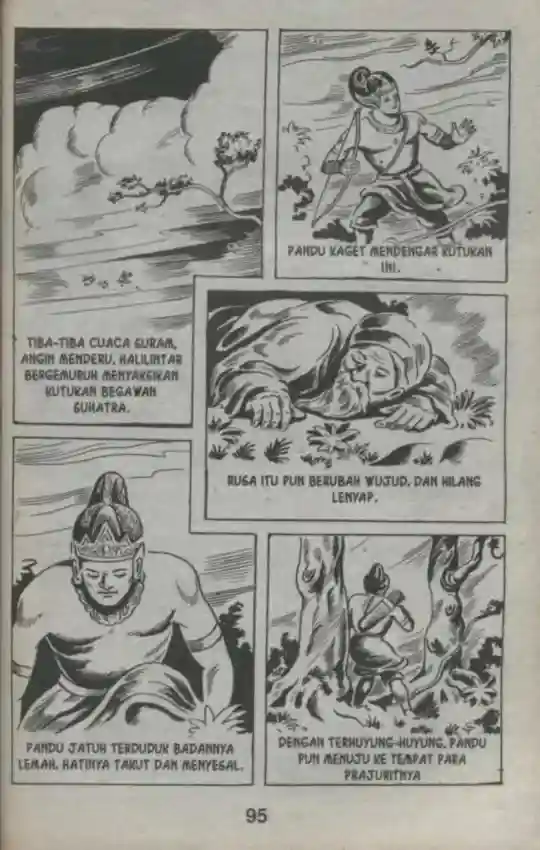 TIBA-TIBA CUACA GURAM,
ANGIN MENDERU, HALILINTAR
BERGEMURUH MENYAKSIKAN
KUTUKAN BEGAWAN
GUHATRA.
PANDU KAGET MENDENGAR KUTUKAN
INI.
RUSA ITU PUN BERUBAH WUJUD, DAN HILANG
LENYAP.
PANDU JATUH TERDUDUK BADANNYA
LEMAH, HATINYA TAKUT DAN MENYESAL.
DENGAN TERHUYUNG-HUYUNG, PANDU
PUN MENUJU KE TEMPAT PARA
PRAJURITNYA
95